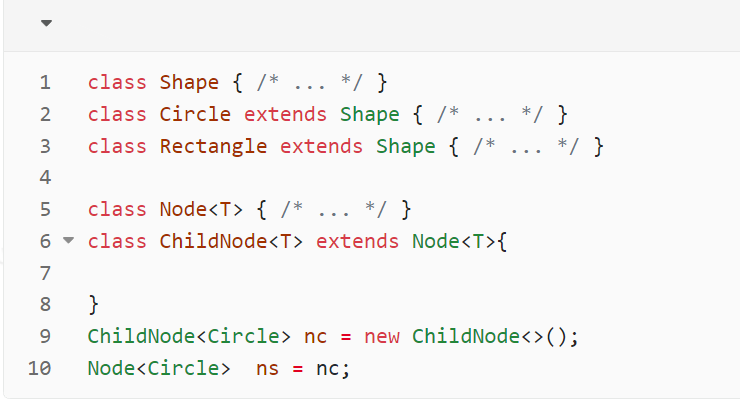 1 class Shape { /* ... */ }
2 class Circle extends Shape { /* ... */ }
3 class Rectangle extends Shape { /* ... */ }
4
5 class Node<T> { /* ... */ }
6 class ChildNode<T> extends Node<T>{
7
8 }
9 ChildNode<Circle> nc = new ChildNode<>();
10 Node<Circle>  ns = nc;